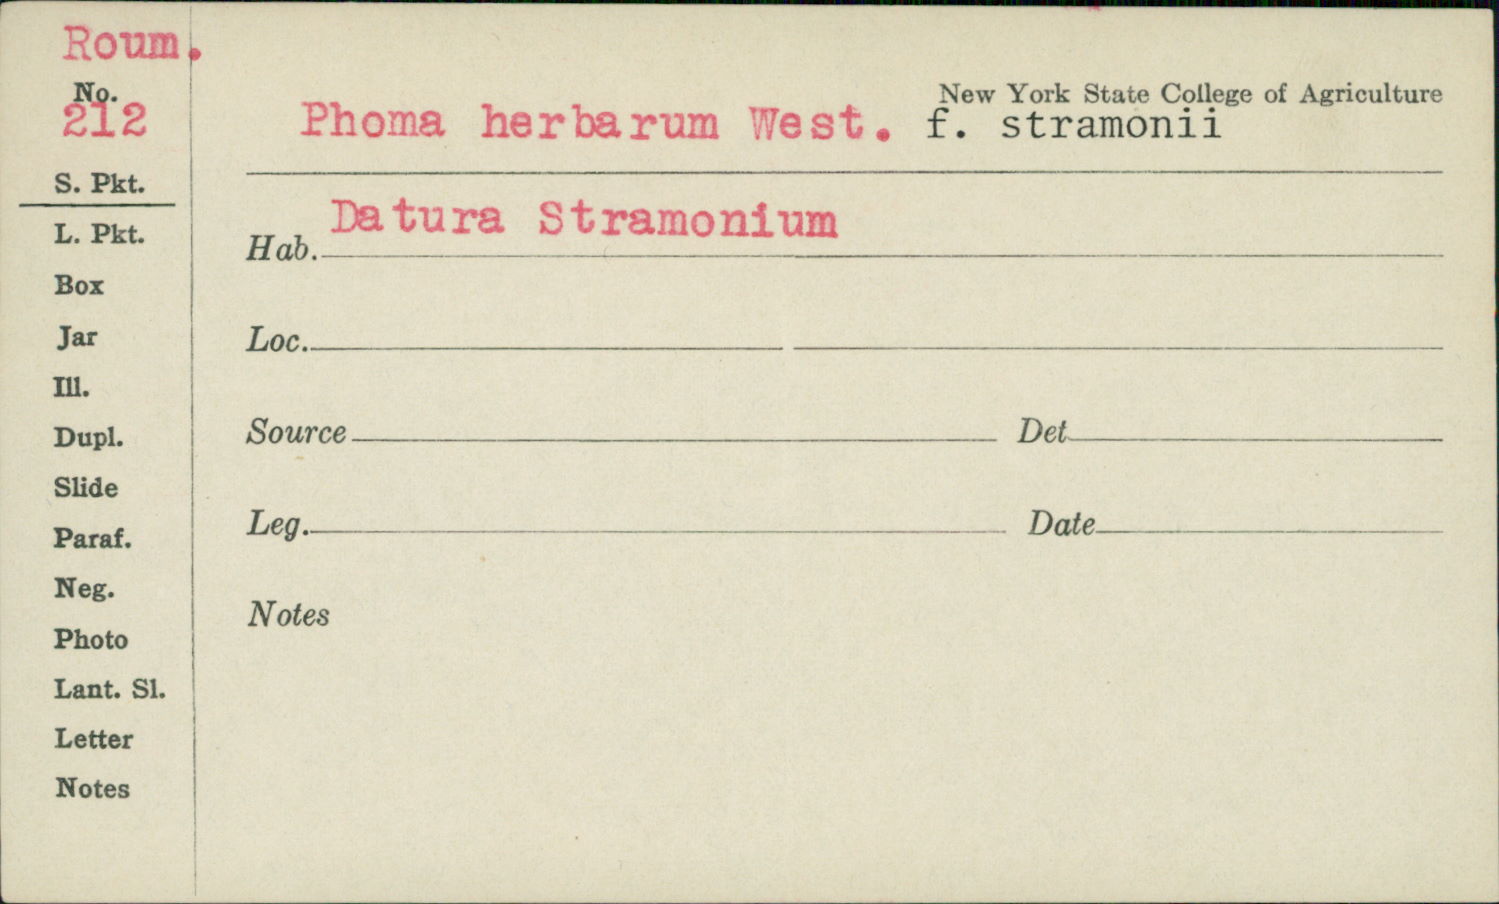 Roum.
No.
212
New York State College of Agriculture
Phoma herbarum West. f. stramonii
S. Pkt.
Datura Stramonium
L. Pkt.
Hab.
Box
Jar
Loc.
Ill.
Dupl.
Source Det.
Slide
Leg. Date
Paraf.
Neg.
Notes
Photo
Lant. Sl.
Letter
Notes